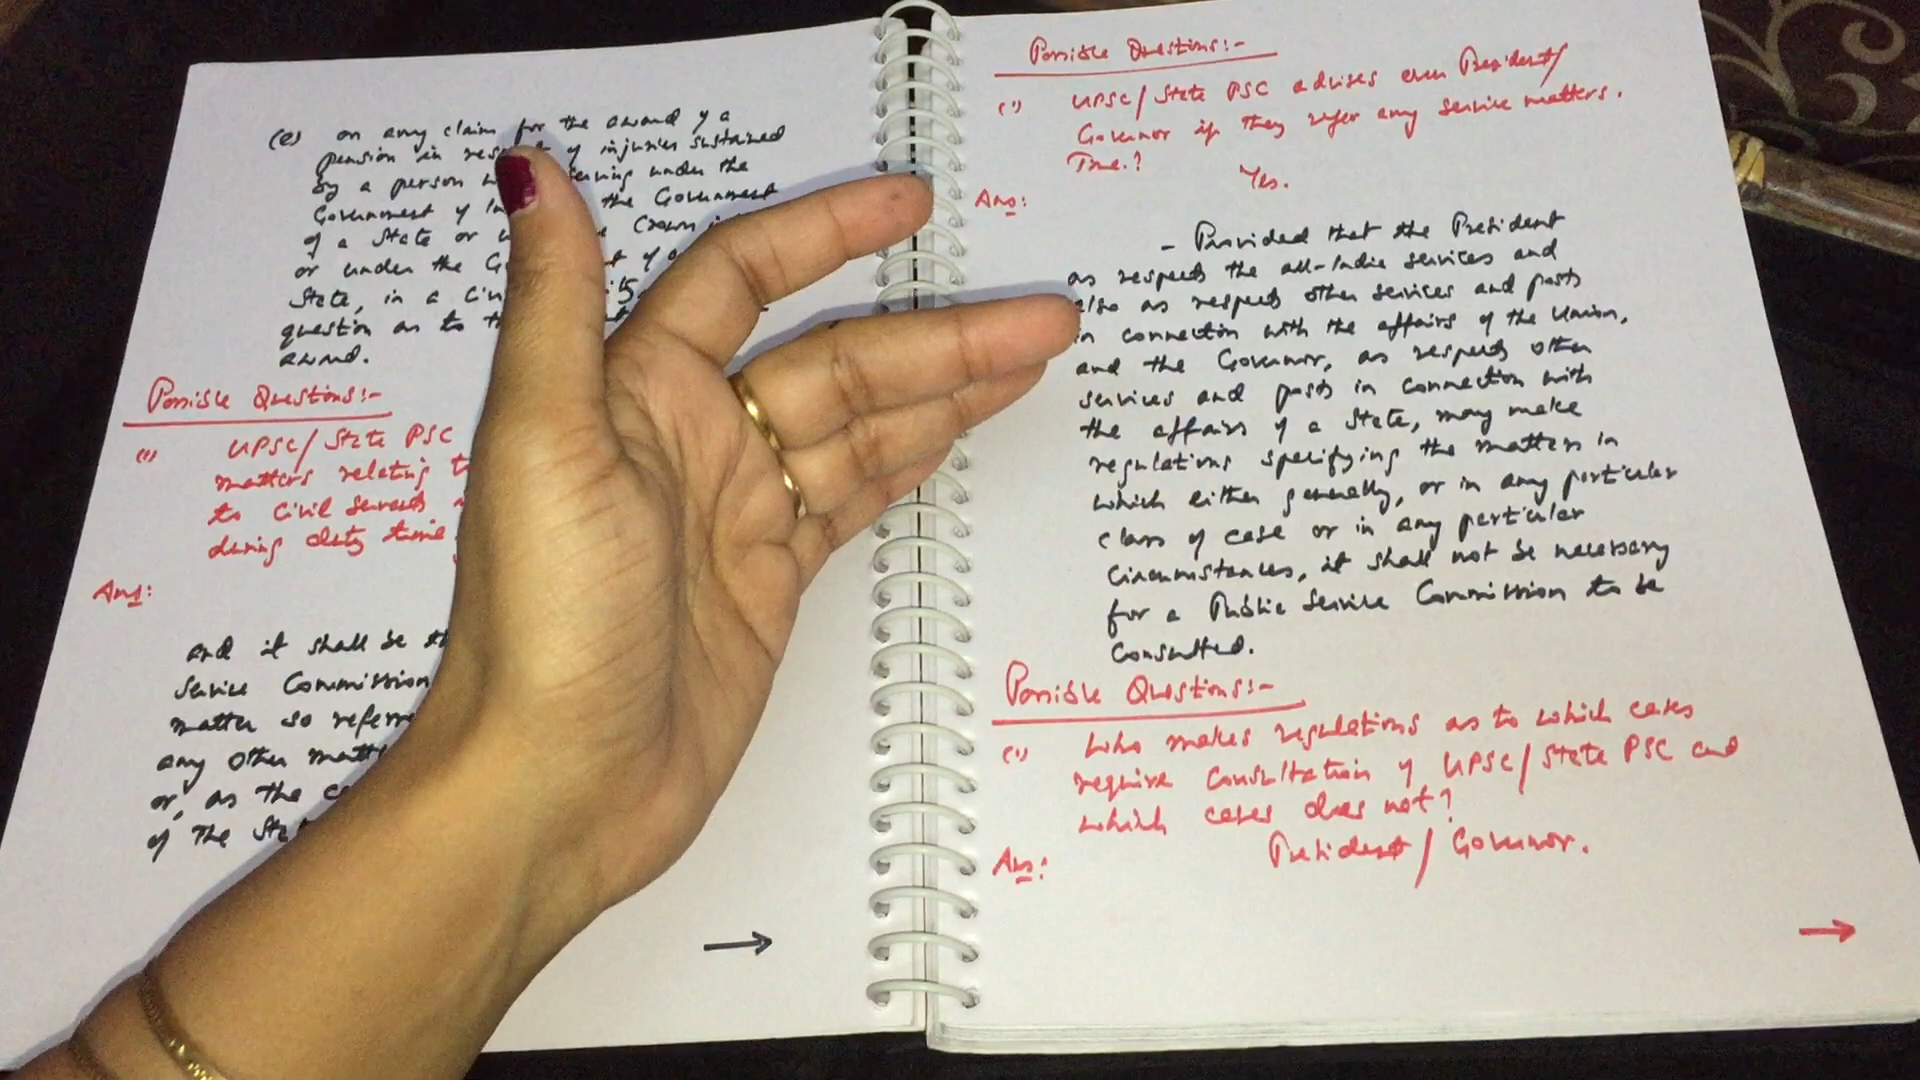 (e) on any claim for the award of a
pension in of injuries sustained
by a person serving under the
Government of the Government
of a State or Crown
or under the of
State, in a
question as to
award.
Possible Questions:-
(1) UPSC/State PSC
matters relating
to Civil Servants
during duty time
Ans:
and it shall be
Service Commission
matter so
any other
or, as the
of The
Possible Questions:-
(1) UPSC/State PSC advises even President/
Governor if they refer any service matters.
True.?
Ans: Yes.
- Provided that the President
as respects the all-India services and
also as respects other services and posts
in connection with the affairs of the Union,
and the Governor, as respects other
services and posts in connection with
the affairs of a State, may make
regulations specifying the matters in
which either generally, or in any particular
class of case or in any particular
Circumstances, it shall not be necessary
for a Public Service Commission to be
Consulted.
Possible Questions:-
(1) Who makes regulations as to which cases
require Consultation of UPSC/State PSC and
which cases does not?
Ans: President/Governor.